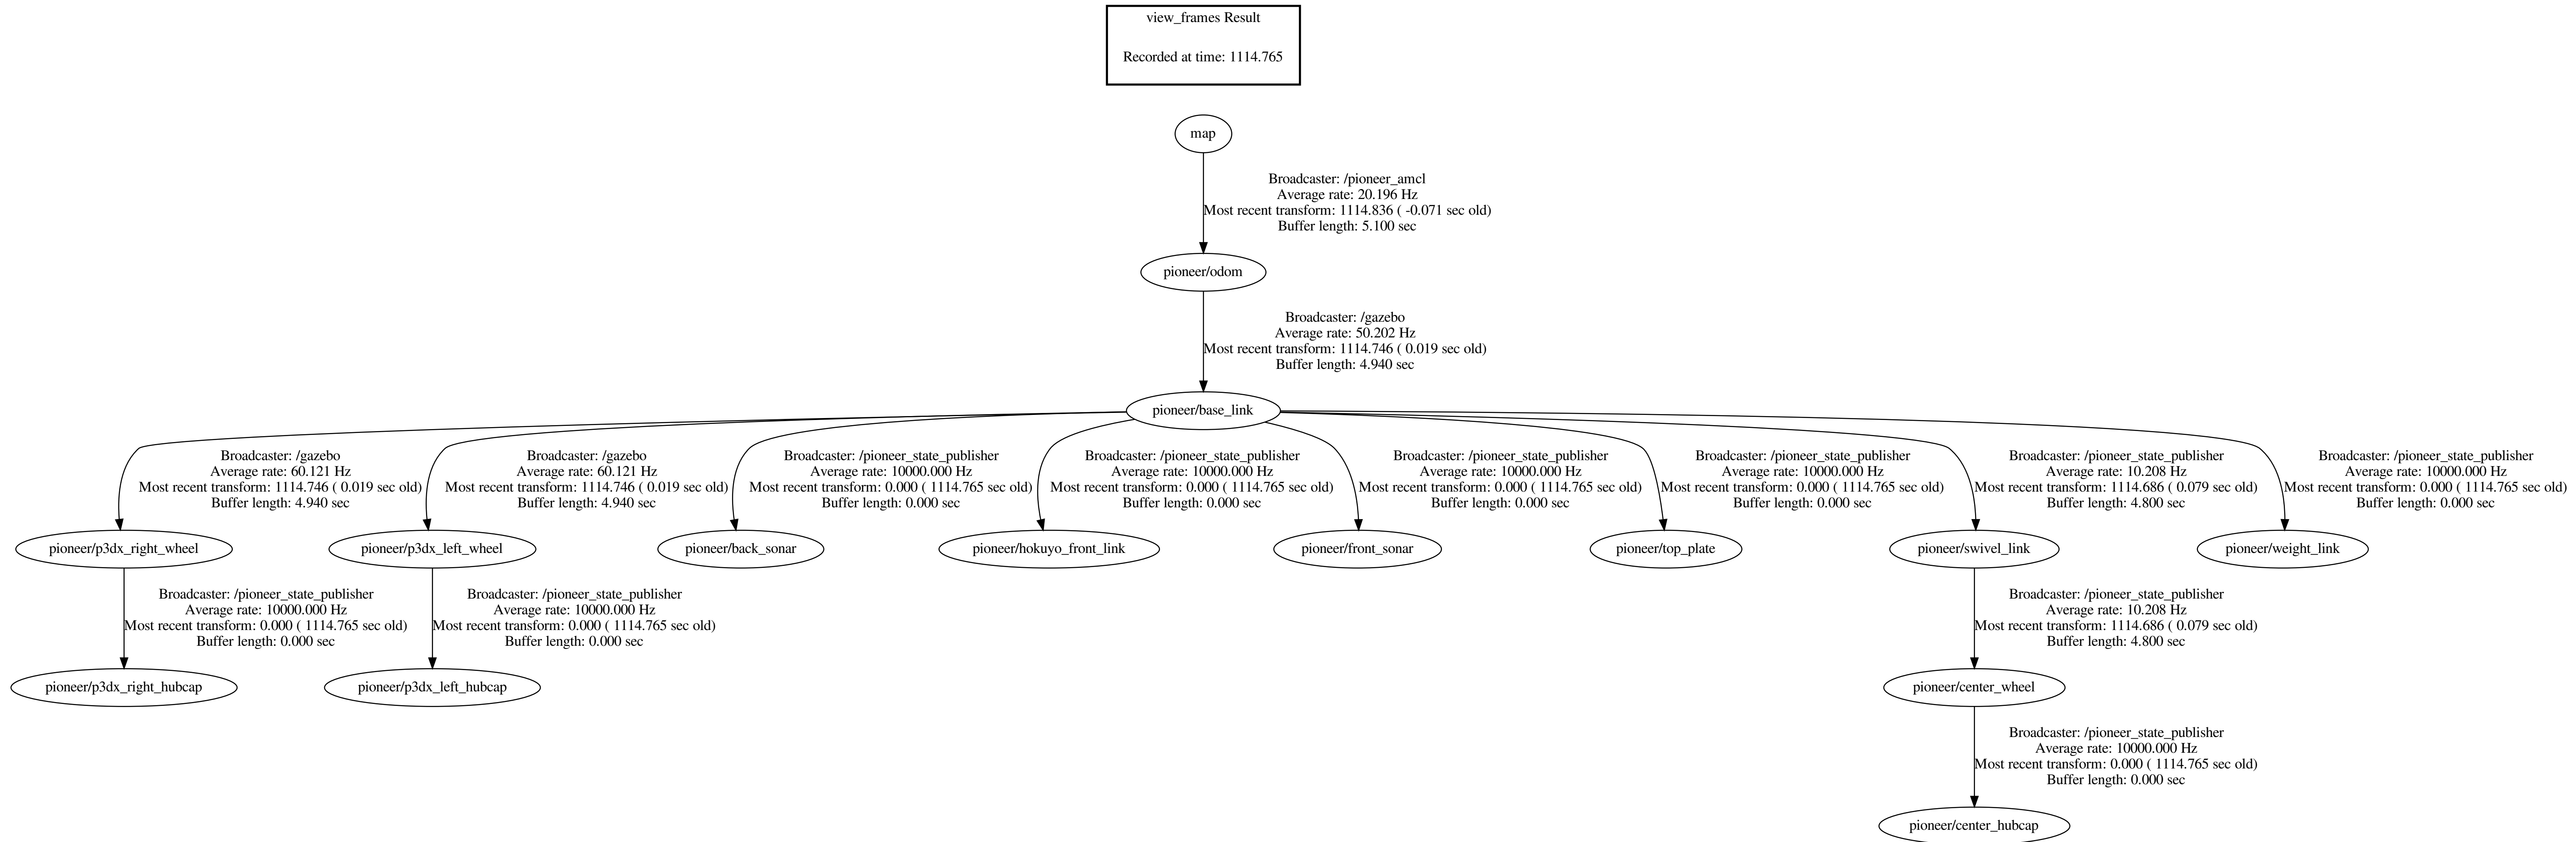 view_frames Result
Recorded at time: 1114.765
map
Broadcaster: /pioneer_amcl
Average rate: 20.196 Hz
Most recent transform: 1114.836 ( -0.071 sec old)
Buffer length: 5.100 sec
pioneer/odom
Broadcaster: /gazebo
Average rate: 50.202 Hz
Most recent transform: 1114.746 ( 0.019 sec old)
Buffer length: 4.940 sec
pioneer/base_link
Broadcaster: /gazebo
Average rate: 60.121 Hz
Most recent transform: 1114.746 ( 0.019 sec old)
Buffer length: 4.940 sec
Broadcaster: /gazebo
Average rate: 60.121 Hz
Most recent transform: 1114.746 ( 0.019 sec old)
Buffer length: 4.940 sec
Broadcaster: /pioneer_state_publisher
Average rate: 10000.000 Hz
Most recent transform: 0.000 ( 1114.765 sec old)
Buffer length: 0.000 sec
Broadcaster: /pioneer_state_publisher
Average rate: 10000.000 Hz
Most recent transform: 0.000 ( 1114.765 sec old)
Buffer length: 0.000 sec
Broadcaster: /pioneer_state_publisher
Average rate: 10000.000 Hz
Most recent transform: 0.000 ( 1114.765 sec old)
Buffer length: 0.000 sec
Broadcaster: /pioneer_state_publisher
Average rate: 10000.000 Hz
Most recent transform: 0.000 ( 1114.765 sec old)
Buffer length: 0.000 sec
Broadcaster: /pioneer_state_publisher
Average rate: 10.208 Hz
Most recent transform: 1114.686 ( 0.079 sec old)
Buffer length: 4.800 sec
Broadcaster: /pioneer_state_publisher
Average rate: 10000.000 Hz
Most recent transform: 0.000 ( 1114.765 sec old)
Buffer length: 0.000 sec
pioneer/p3dx_right_wheel
pioneer/p3dx_left_wheel
pioneer/back_sonar
pioneer/hokuyo_front_link
pioneer/front_sonar
pioneer/top_plate
pioneer/swivel_link
pioneer/weight_link
Broadcaster: /pioneer_state_publisher
Average rate: 10000.000 Hz
Most recent transform: 0.000 ( 1114.765 sec old)
Buffer length: 0.000 sec
Broadcaster: /pioneer_state_publisher
Average rate: 10000.000 Hz
Most recent transform: 0.000 ( 1114.765 sec old)
Buffer length: 0.000 sec
Broadcaster: /pioneer_state_publisher
Average rate: 10.208 Hz
Most recent transform: 1114.686 ( 0.079 sec old)
Buffer length: 4.800 sec
pioneer/p3dx_right_hubcap
pioneer/p3dx_left_hubcap
pioneer/center_wheel
Broadcaster: /pioneer_state_publisher
Average rate: 10000.000 Hz
Most recent transform: 0.000 ( 1114.765 sec old)
Buffer length: 0.000 sec
pioneer/center_hubcap